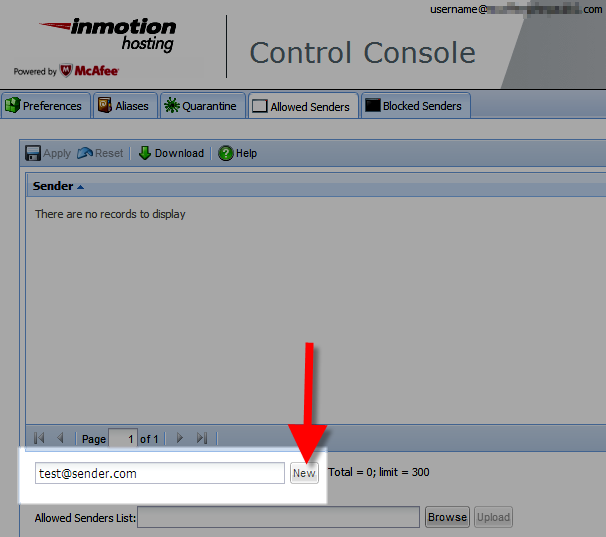 username@ .com
inmotion
hosting
Powered by McAfee
Control Console
Preferences Aliases Quarantine Allowed Senders Blocked Senders
Apply Reset Download Help
Sender
There are no records to display
Page 1 of 1
test@sender.com New Total = 0; limit = 300
Allowed Senders List: Browse Upload